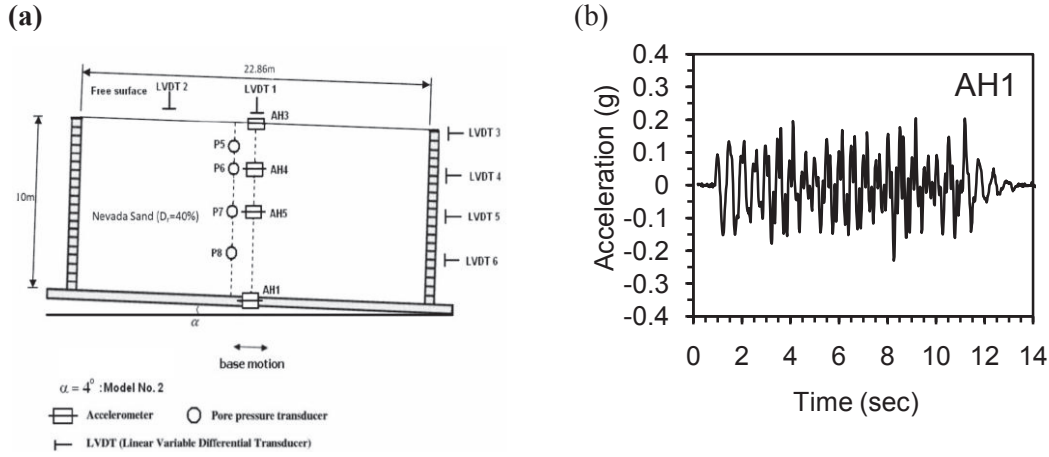 (a)
22.86m
LVDT 2
LVDT 1
Free surface
AH3
LVDT 3
P5
P6
AH4
LVDT 4
10m
Nevada Sand (Dr=40%)
P7
AH5
LVDT 5
P8
LVDT 6
AH1
α
base motion
α = 4° :Model No. 2
Accelerometer
Pore pressure transducer
LVDT (Linear Variable Differential Transducer)
(b)
AH1
Acceleration (g)
0.4
0.3
0.2
0.1
0
-0.1
-0.2
-0.3
-0.4
0 2 4 6 8 10 12 14
Time (sec)